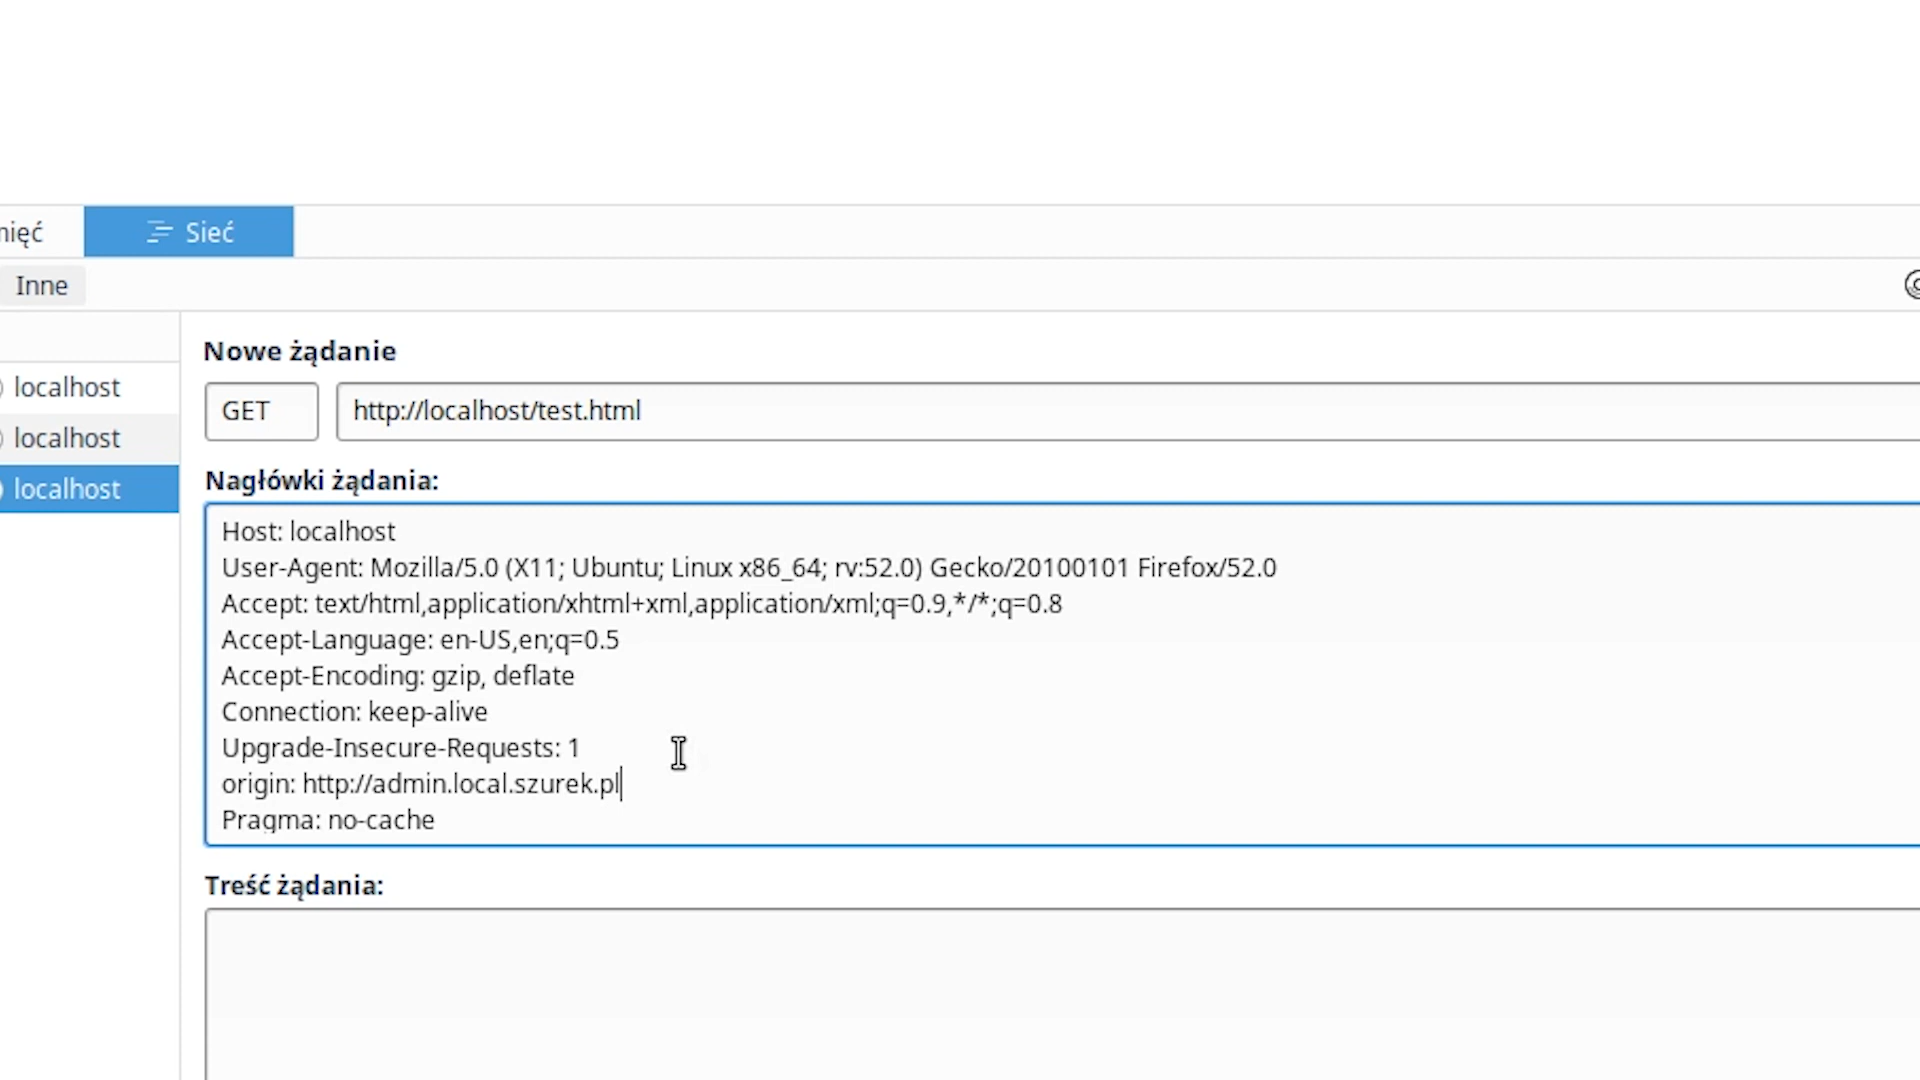 Sieć
Inne
localhost
localhost
localhost
Nowe żądanie
GET
http://localhost/test.html
Nagłówki żądania:
Host: localhost
User-Agent: Mozilla/5.0 (X11; Ubuntu; Linux x86_64; rv:52.0) Gecko/20100101 Firefox/52.0
Accept: text/html,application/xhtml+xml,application/xml;q=0.9,*/*;q=0.8
Accept-Language: en-US,en;q=0.5
Accept-Encoding: gzip, deflate
Connection: keep-alive
Upgrade-Insecure-Requests: 1
origin: http://admin.local.szurek.pl
Pragma: no-cache
Treść żądania: